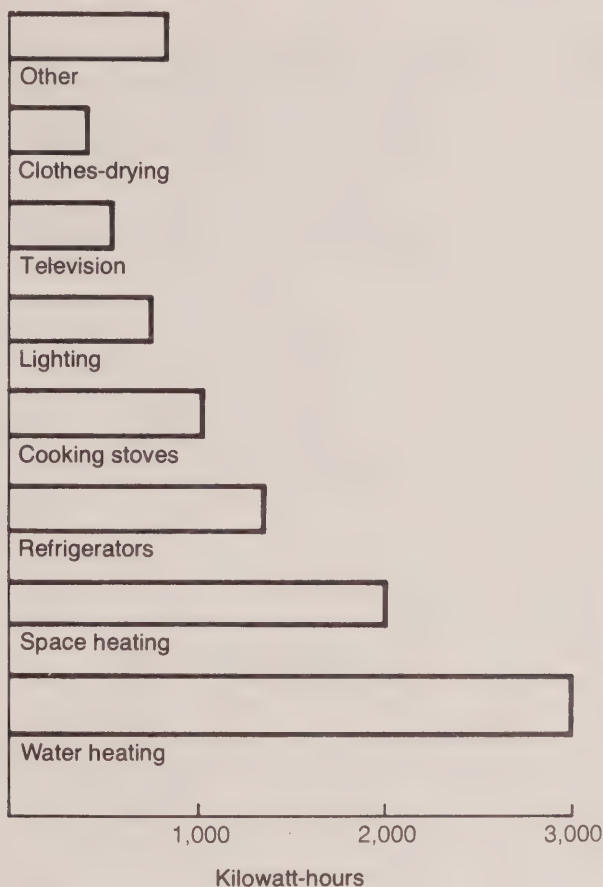 Other
Clothes-drying
Television
Lighting
Cooking stoves
Refrigerators
Space heating
Water heating
1,000 2,000 3,000
Kilowatt-hours